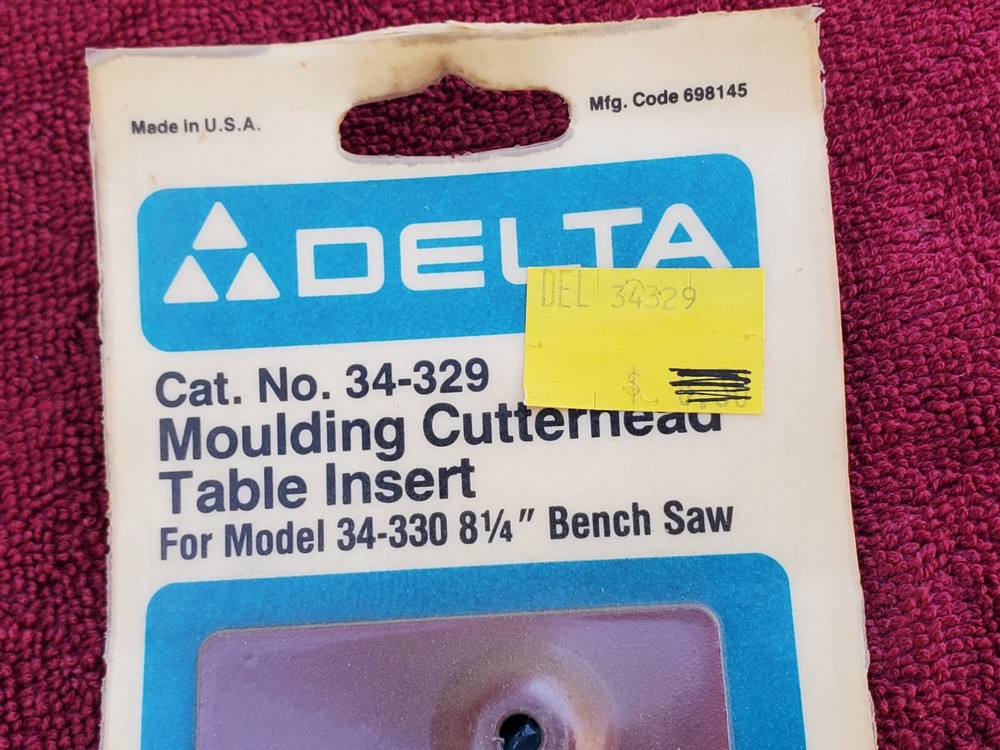 Made in U.S.A.
Mfg. Code 698145
DELTA
DEL 34329
$
Cat. No. 34-329
Moulding Cutterhead
Table Insert
For Model 34-330 8¼" Bench Saw